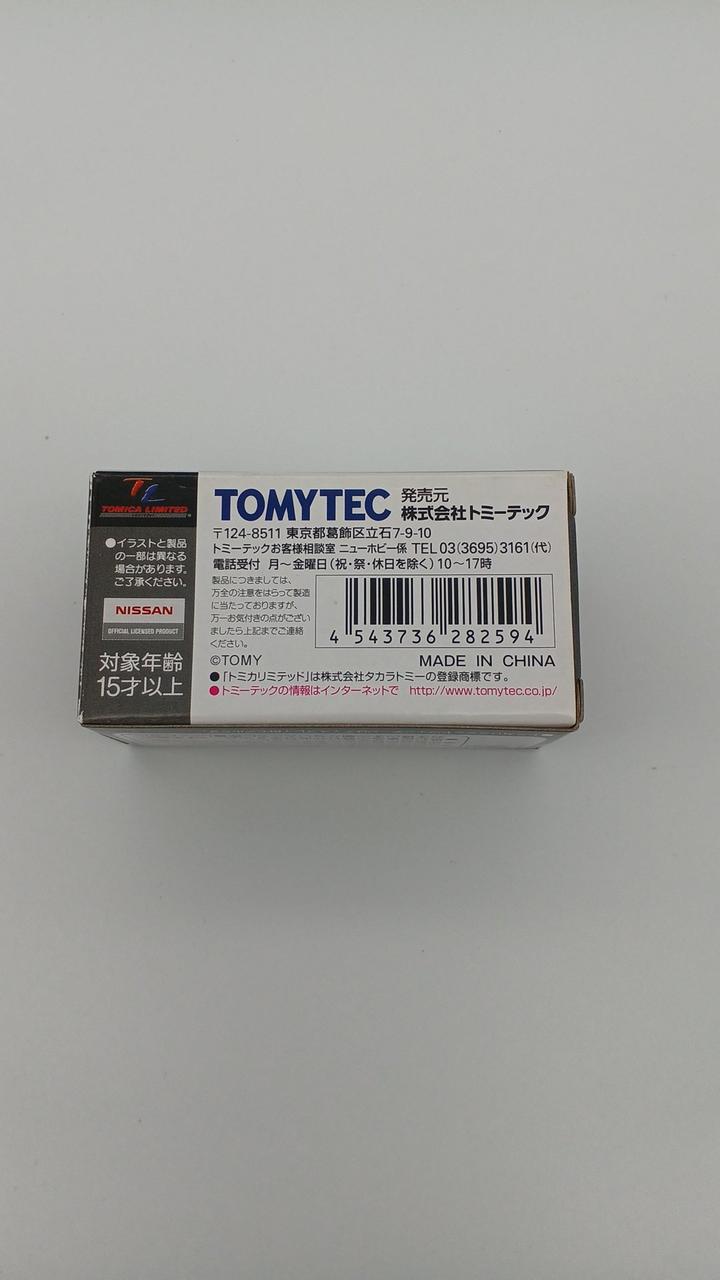 TL
TOMICA LIMITED
●イラストと製品
の一部は異なる
場合があります。
ご了承ください。
NISSAN
OFFICIAL LICENSED PRODUCT
対象年齢
15才以上
TOMYTEC 発売元
株式会社トミーテック
〒124-8511 東京都葛飾区立石7-9-10
トミーテックお客様相談室 ニューホビー係 TEL 03(3695)3161(代)
電話受付 月～金曜日(祝・祭・休日を除く)10～17時
製品につきましては、
万全の注意をはらって製造
に当たっておりますが、
万一お気付きの点がござい
ましたら上記までご連絡
ください。
4 543736 282594
©TOMY MADE IN CHINA
●「トミカリミテッド」は株式会社タカラトミーの登録商標です。
●トミーテックの情報はインターネットで http://www.tomytec.co.jp/